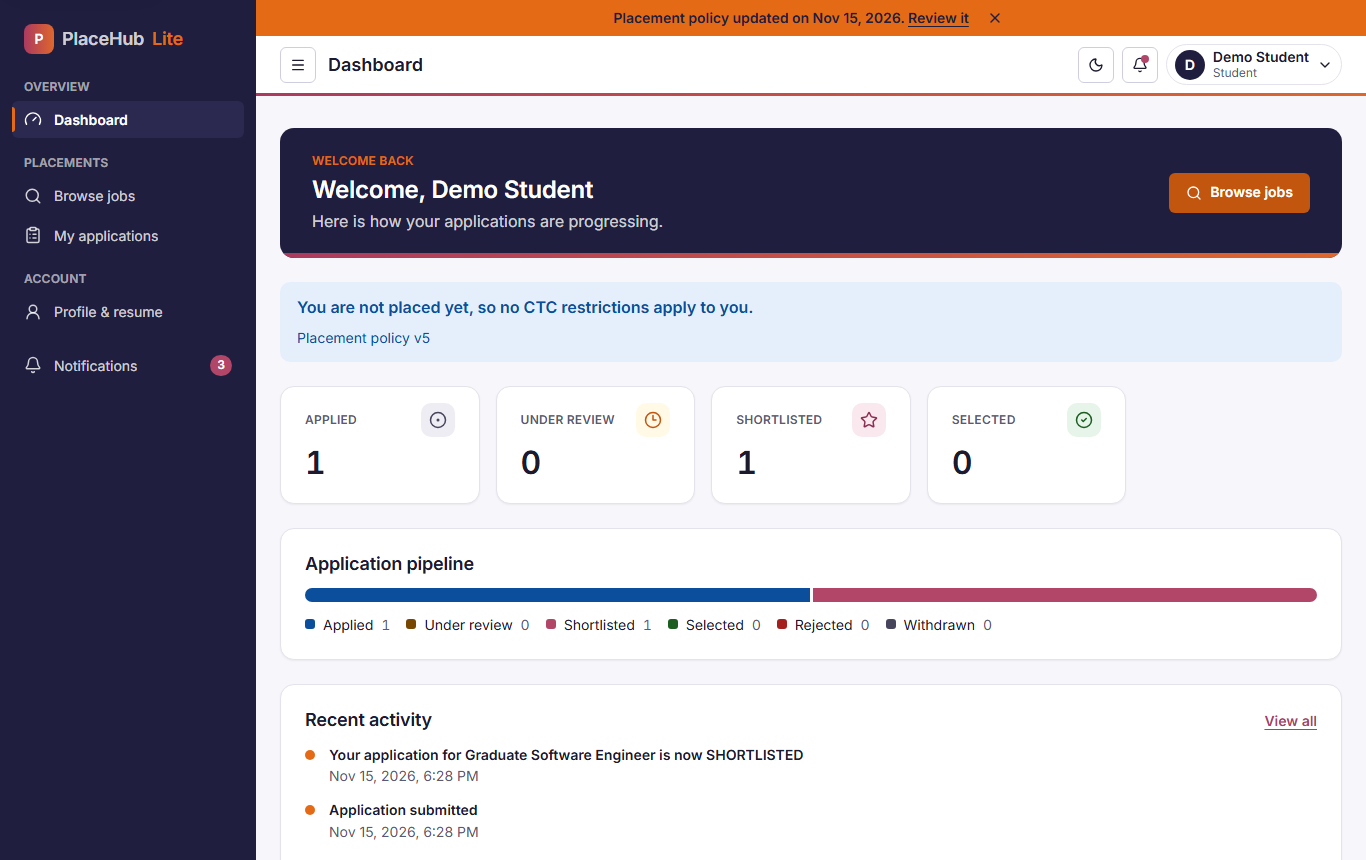 P PlaceHub Lite
OVERVIEW
Dashboard
PLACEMENTS
Browse jobs
My applications
ACCOUNT
Profile & resume
Notifications 3
Placement policy updated on Nov 15, 2026. Review it
Dashboard
D Demo Student
Student
WELCOME BACK
Welcome, Demo Student
Here is how your applications are progressing.
Browse jobs
You are not placed yet, so no CTC restrictions apply to you.
Placement policy v5
APPLIED
1
UNDER REVIEW
0
SHORTLISTED
1
SELECTED
0
Application pipeline
Applied 1 Under review 0 Shortlisted 1 Selected 0 Rejected 0 Withdrawn 0
Recent activity
View all
Your application for Graduate Software Engineer is now SHORTLISTED
Nov 15, 2026, 6:28 PM
Application submitted
Nov 15, 2026, 6:28 PM